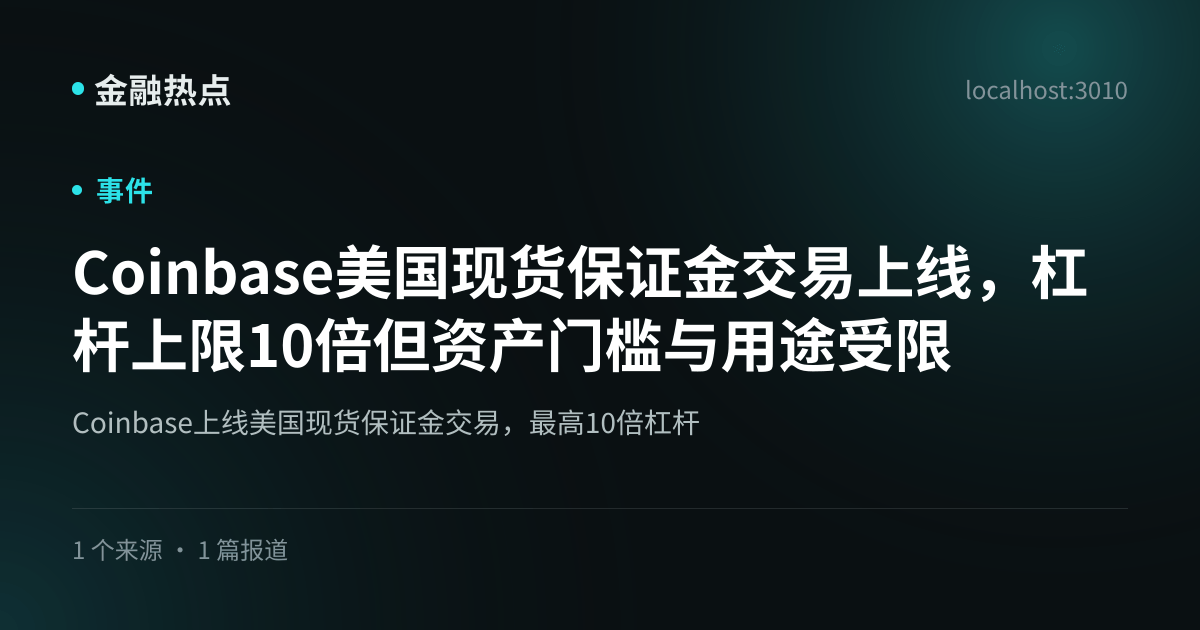 金融热点
localhost:3010
事件
Coinbase美国现货保证金交易上线，杠
杆上限10倍但资产门槛与用途受限
Coinbase上线美国现货保证金交易，最高10倍杠杆
1 个来源 · 1 篇报道